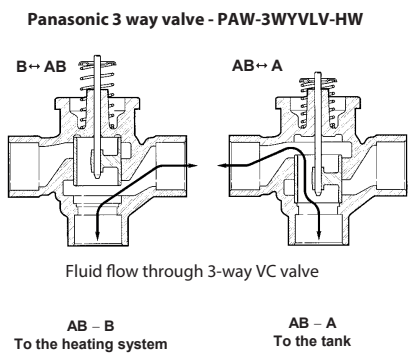 Panasonic 3 way valve - PAW-3WYVLV-HW
B↔AB
AB↔A
Fluid flow through 3-way VC valve
AB – B
To the heating system
AB – A
To the tank